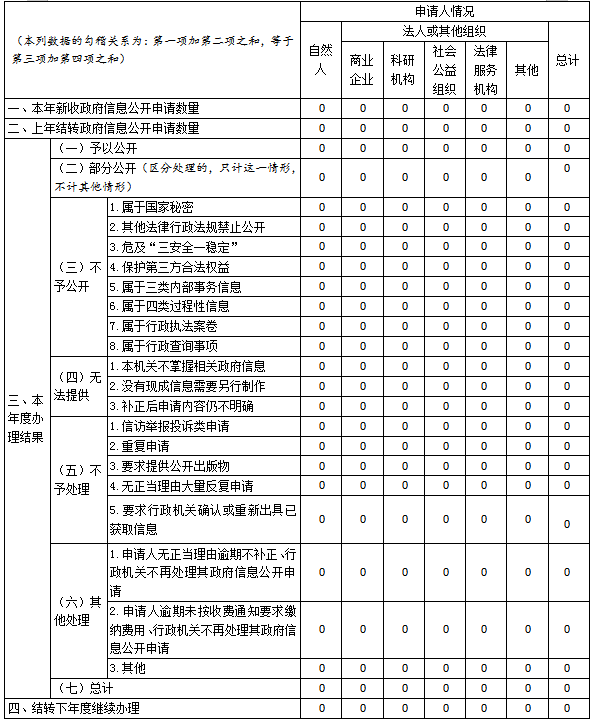 申请人情况
（本列数据的勾稽关系为：第一项加第二项之和，等于
第三项加第四项之和）
自然
人
法人或其他组织
总计
商业
企业
科研
机构
社会
公益
组织
法律
服务
机构
其他
一、本年新收政府信息公开申请数量 0 0 0 0 0 0 0
二、上年结转政府信息公开申请数量 0 0 0 0 0 0 0
三、本
年度办
理结果
（一）予以公开 0 0 0 0 0 0 0
（二）部分公开（区分处理的，只计这一情形，
不计其他情形） 0 0 0 0 0 0 0
（三）不
予公开
1.属于国家秘密 0 0 0 0 0 0 0
2.其他法律行政法规禁止公开 0 0 0 0 0 0 0
3.危及“三安全一稳定” 0 0 0 0 0 0 0
4.保护第三方合法权益 0 0 0 0 0 0 0
5.属于三类内部事务信息 0 0 0 0 0 0 0
6.属于四类过程性信息 0 0 0 0 0 0 0
7.属于行政执法案卷 0 0 0 0 0 0 0
8.属于行政查询事项 0 0 0 0 0 0 0
（四）无
法提供
1.本机关不掌握相关政府信息 0 0 0 0 0 0 0
2.没有现成信息需要另行制作 0 0 0 0 0 0 0
3.补正后申请内容仍不明确 0 0 0 0 0 0 0
（五）不
予处理
1.信访举报投诉类申请 0 0 0 0 0 0 0
2.重复申请 0 0 0 0 0 0 0
3.要求提供公开出版物 0 0 0 0 0 0 0
4.无正当理由大量反复申请 0 0 0 0 0 0 0
5.要求行政机关确认或重新出具已
获取信息 0 0 0 0 0 0 0
（六）其
他处理
1.申请人无正当理由逾期不补正、行
政机关不再处理其政府信息公开申
请 0 0 0 0 0 0 0
2.申请人逾期未按收费通知要求缴
纳费用、行政机关不再处理其政府信
息公开申请 0 0 0 0 0 0 0
3.其他 0 0 0 0 0 0 0
（七）总计 0 0 0 0 0 0 0
四、结转下年度继续办理 0 0 0 0 0 0 0